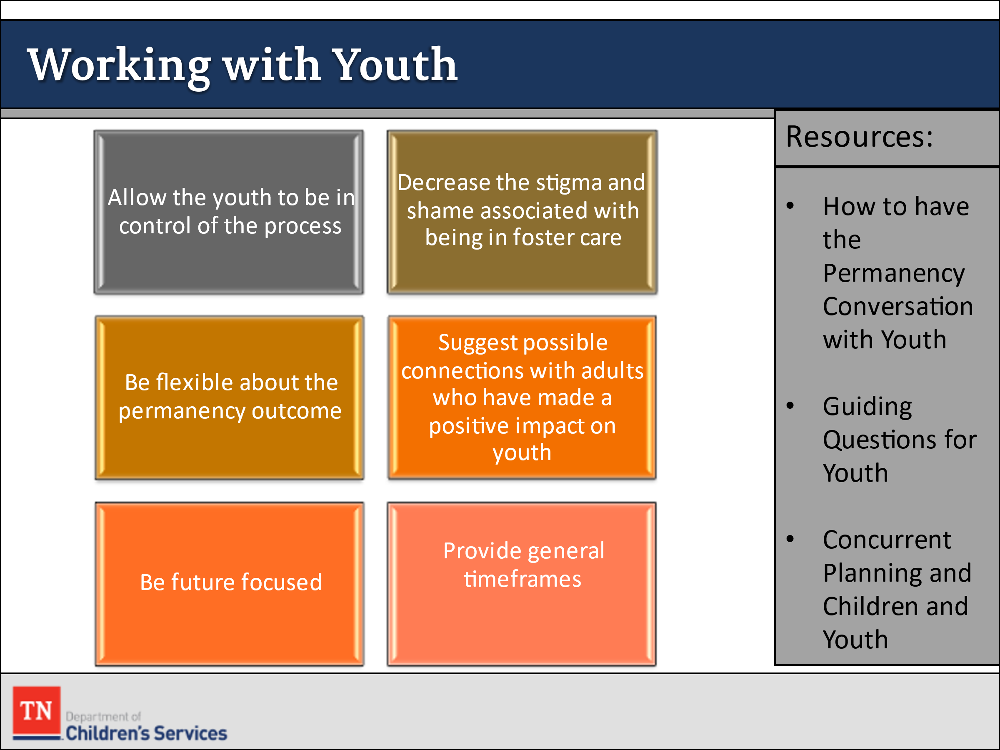 Working with Youth
Allow the youth to be in
control of the process
Decrease the stigma and
shame associated with
being in foster care
Be flexible about the
permanency outcome
Suggest possible
connections with adults
who have made a
positive impact on
youth
Be future focused
Provide general
timeframes
Resources:
• How to have
the
Permanency
Conversation
with Youth
• Guiding
Questions for
Youth
• Concurrent
Planning and
Children and
Youth
TN
Department of
Children's Services